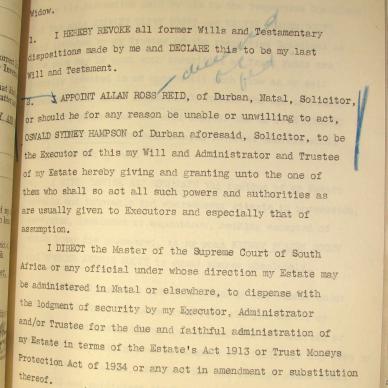 Widow.
1. I HEREBY REVOKE all former Wills and Testamentary
dispositions made by me and DECLARE this to be my last
Will and Testament.
deceased
2. I APPOINT ALLAN ROSS REID, of Durban, Natal, Solicitor,
or should he for any reason be unable or unwilling to act,
OSWALD SYDNEY HAMPSON of Durban aforesaid, Solicitor, to be
the Executor of this my Will and Administrator and Trustee
of my Estate hereby giving and granting unto the one of
them who shall so act all such powers and authorities as
are usually given to Executors and especially that of
assumption.
I DIRECT the Master of the Supreme Court of South
Africa or any official under whose direction my Estate may
be administered in Natal or elsewhere, to dispense with
the lodgment of security by my Executor, Administrator
and/or Trustee for the due and faithful administration of
my Estate in terms of the Estate's Act 1913 or Trust Moneys
Protection Act of 1934 or any act in amendment or substitution
thereof.